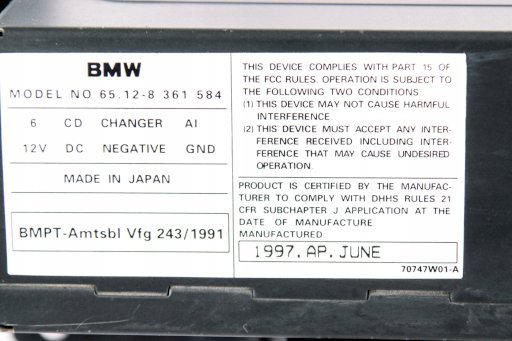 BMW
MODEL NO 65.12-8 361 584
6 CD CHANGER AI
12V DC NEGATIVE GND
MADE IN JAPAN
BMPT-Amtsbl Vfg 243/1991
THIS DEVICE COMPLIES WITH PART 15 OF
THE FCC RULES. OPERATION IS SUBJECT TO
THE FOLLOWING TWO CONDITIONS:
(1) THIS DEVICE MAY NOT CAUSE HARMFUL
INTERFERENCE.
(2) THIS DEVICE MUST ACCEPT ANY INTER-
FERENCE RECEIVED INCLUDING INTER-
FERENCE THAT MAY CAUSE UNDESIRED
OPERATION.
PRODUCT IS CERTIFIED BY THE MANUFAC-
TURER TO COMPLY WITH DHHS RULES 21
CFR SUBCHAPTER J APPLICATION AT THE
DATE OF MANUFACTURE
MANUFACTURED
1997. AP. JUNE
70747W01-A